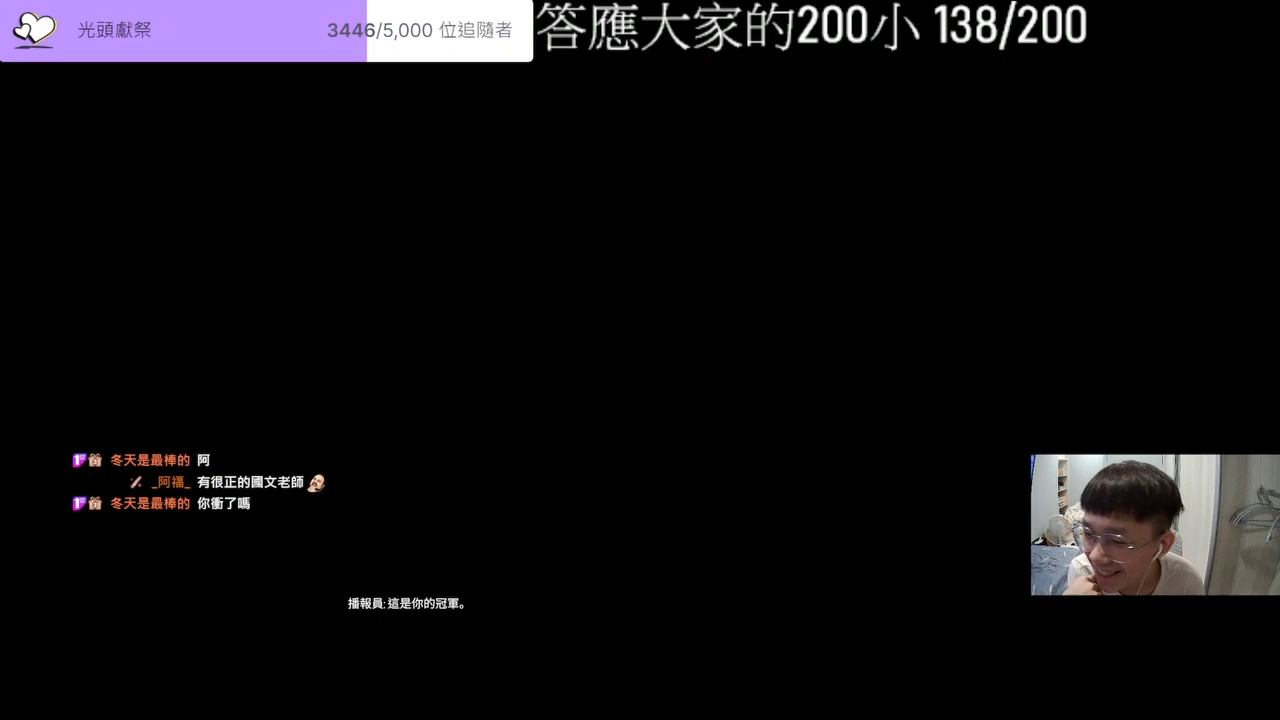 光頭獻祭 3446/5,000 位追隨者
答應大家的200小 138/200
冬天是最棒的 阿
_阿福_ 有很正的國文老師
冬天是最棒的 你衝了嗎
播報員: 這是你的冠軍。